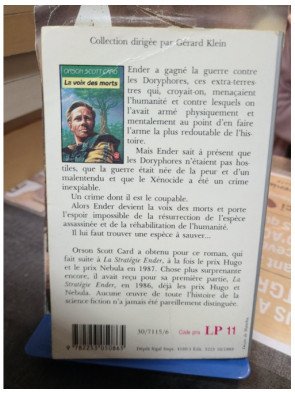 Collection dirigée par Gérard Klein
ORSON SCOTT CARD
La voix des morts
Ender a gagné la guerre contre
les Doryphores, ces extra-terres-
tres qui, croyait-on, menaçaient
l'humanité et contre lesquels on
l'avait armé physiquement et
mentalement au point d'en faire
l'arme la plus redoutable de l'his-
toire.
Mais Ender sait à présent que
les Doryphores n'étaient pas hos-
tiles, que la guerre était née de la peur et d'un
malentendu et que le Xénocide a été un crime
inexpiable.
Un crime dont il est le coupable.
Alors Ender devient la voix des morts et porte
l'espoir impossible de la résurrection de l'espèce
assassinée et de la réhabilitation de l'humanité.
Il lui faut trouver une espèce à sauver...
Orson Scott Card a obtenu pour ce roman, qui
fait suite à La Stratégie Ender, à la fois le prix Hugo
et le prix Nebula en 1987. Chose plus surprenante
encore, il avait reçu pour sa première partie, La
Stratégie Ender, en 1986, déjà les prix Hugo et
Nebula. Aucune œuvre de toute l'histoire de la
science fiction n'a jamais été pareillement distinguée.
30/7115/6
Code prix LP 11
9 782253 050865